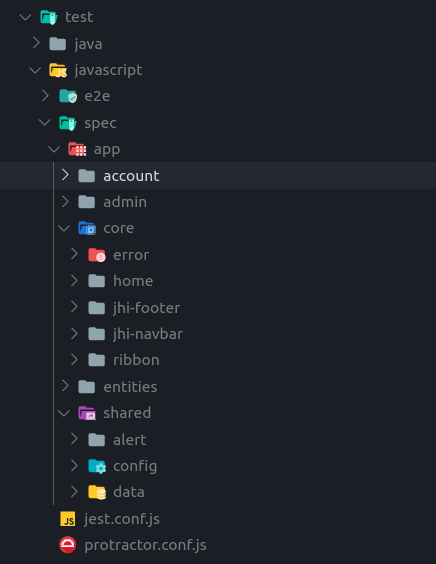 test
java
javascript
e2e
spec
app
account
admin
core
error
home
jhi-footer
jhi-navbar
ribbon
entities
shared
alert
config
data
JS jest.conf.js
protractor.conf.js